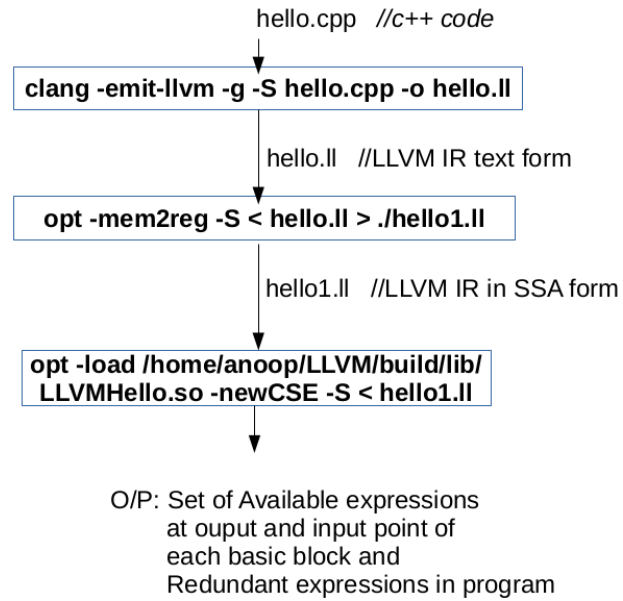 hello.cpp //c++ code
clang -emit-llvm -g -S hello.cpp -o hello.ll
hello.ll //LLVM IR text form
opt -mem2reg -S < hello.ll > ./hello1.ll
hello1.ll //LLVM IR in SSA form
opt -load /home/anoop/LLVM/build/lib/
LLVMHello.so -newCSE -S < hello1.ll
O/P: Set of Available expressions
at ouput and input point of
each basic block and
Redundant expressions in program